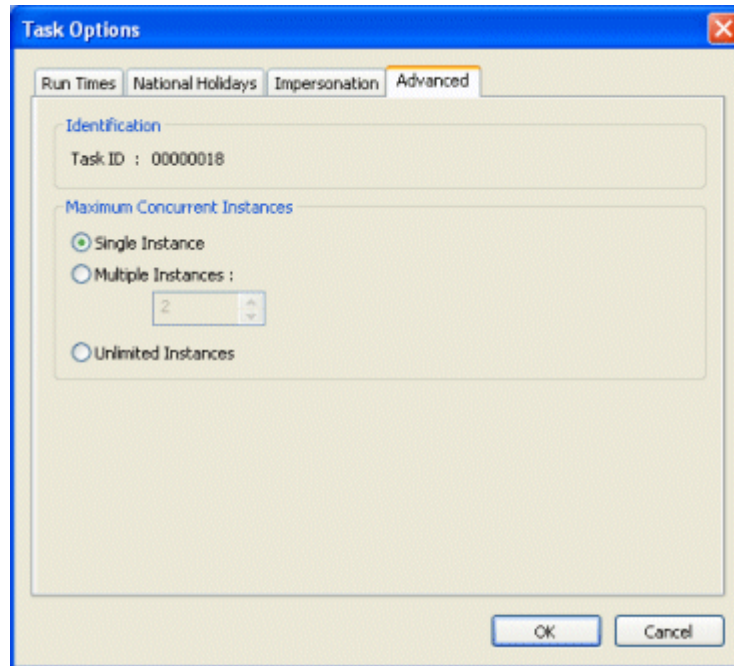 Task Options
Run Times National Holidays Impersonation Advanced
Identification
Task ID : 00000018
Maximum Concurrent Instances
Single Instance
Multiple Instances :
2
Unlimited Instances
OK Cancel